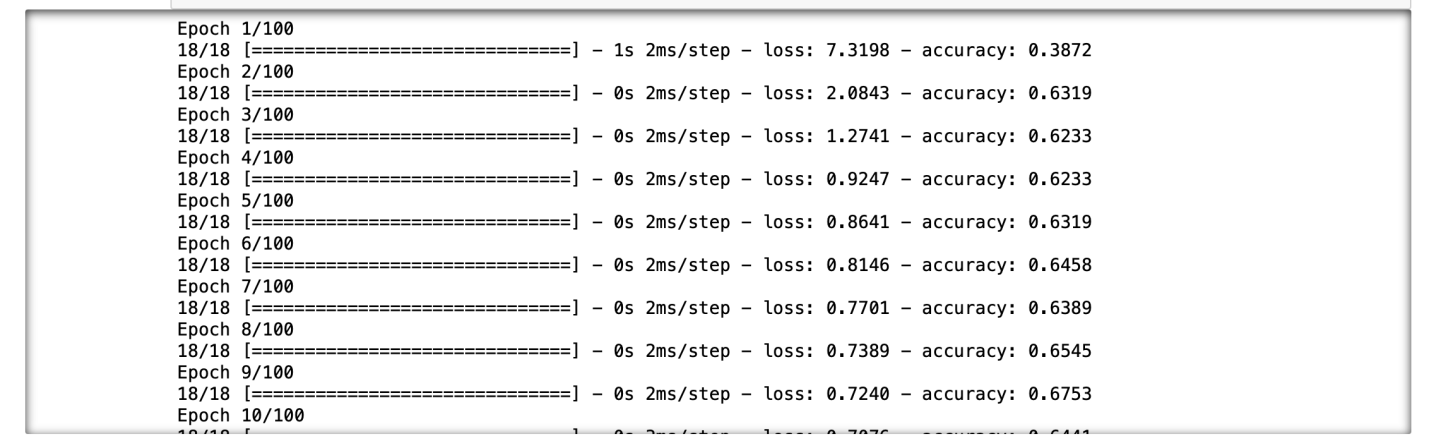 Epoch 1/100
18/18 [==============================] - 1s 2ms/step - loss: 7.3198 - accuracy: 0.3872
Epoch 2/100
18/18 [==============================] - 0s 2ms/step - loss: 2.0843 - accuracy: 0.6319
Epoch 3/100
18/18 [==============================] - 0s 2ms/step - loss: 1.2741 - accuracy: 0.6233
Epoch 4/100
18/18 [==============================] - 0s 2ms/step - loss: 0.9247 - accuracy: 0.6233
Epoch 5/100
18/18 [==============================] - 0s 2ms/step - loss: 0.8641 - accuracy: 0.6319
Epoch 6/100
18/18 [==============================] - 0s 2ms/step - loss: 0.8146 - accuracy: 0.6458
Epoch 7/100
18/18 [==============================] - 0s 2ms/step - loss: 0.7701 - accuracy: 0.6389
Epoch 8/100
18/18 [==============================] - 0s 2ms/step - loss: 0.7389 - accuracy: 0.6545
Epoch 9/100
18/18 [==============================] - 0s 2ms/step - loss: 0.7240 - accuracy: 0.6753
Epoch 10/100